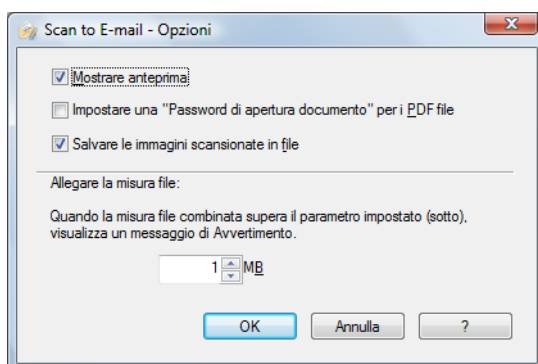 Scan to E-mail - Opzioni
Mostrare anteprima
Impostare una "Password di apertura documento" per i PDF file
Salvare le immagini scansionate in file
Allegare la misura file:
Quando la misura file combinata supera il parametro impostato (sotto),
visualizza un messaggio di Avvertimento.
1 MB
OK Annulla ?